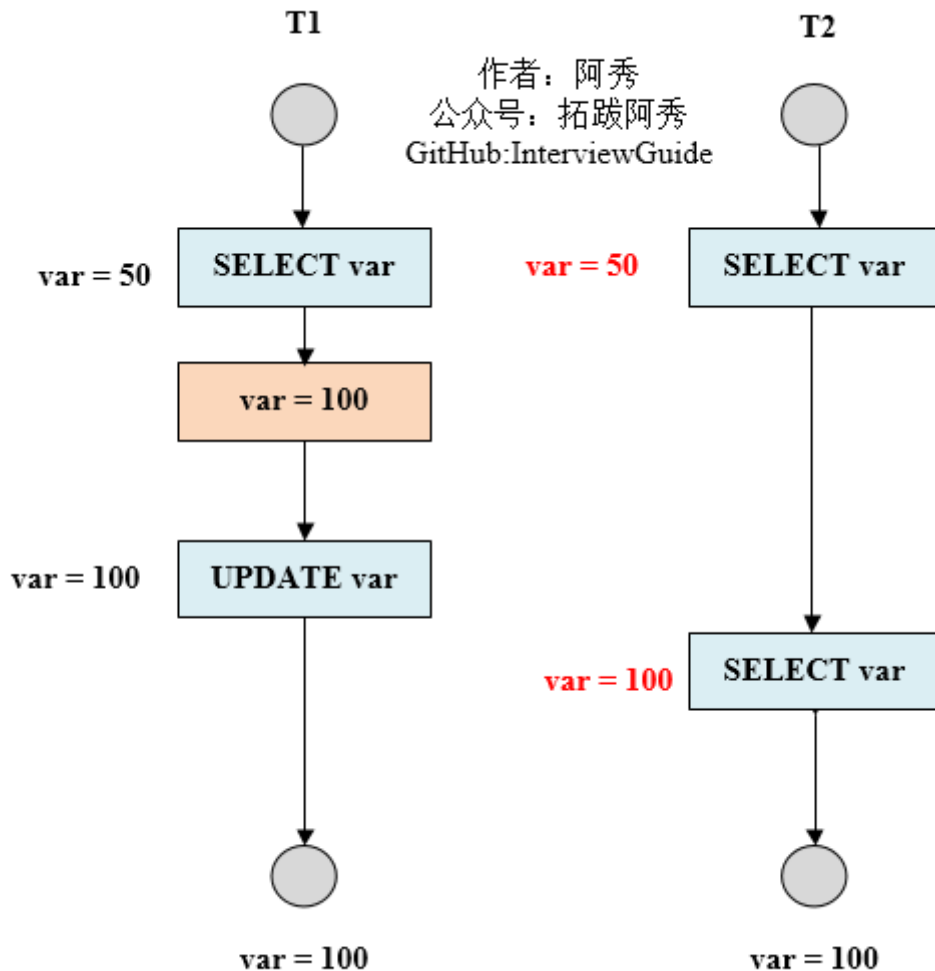 T1
T2
作者：阿秀
公众号：拓跋阿秀
GitHub:InterviewGuide
var = 50
SELECT var
var = 50
SELECT var
var = 100
var = 100
UPDATE var
var = 100
SELECT var
var = 100
var = 100